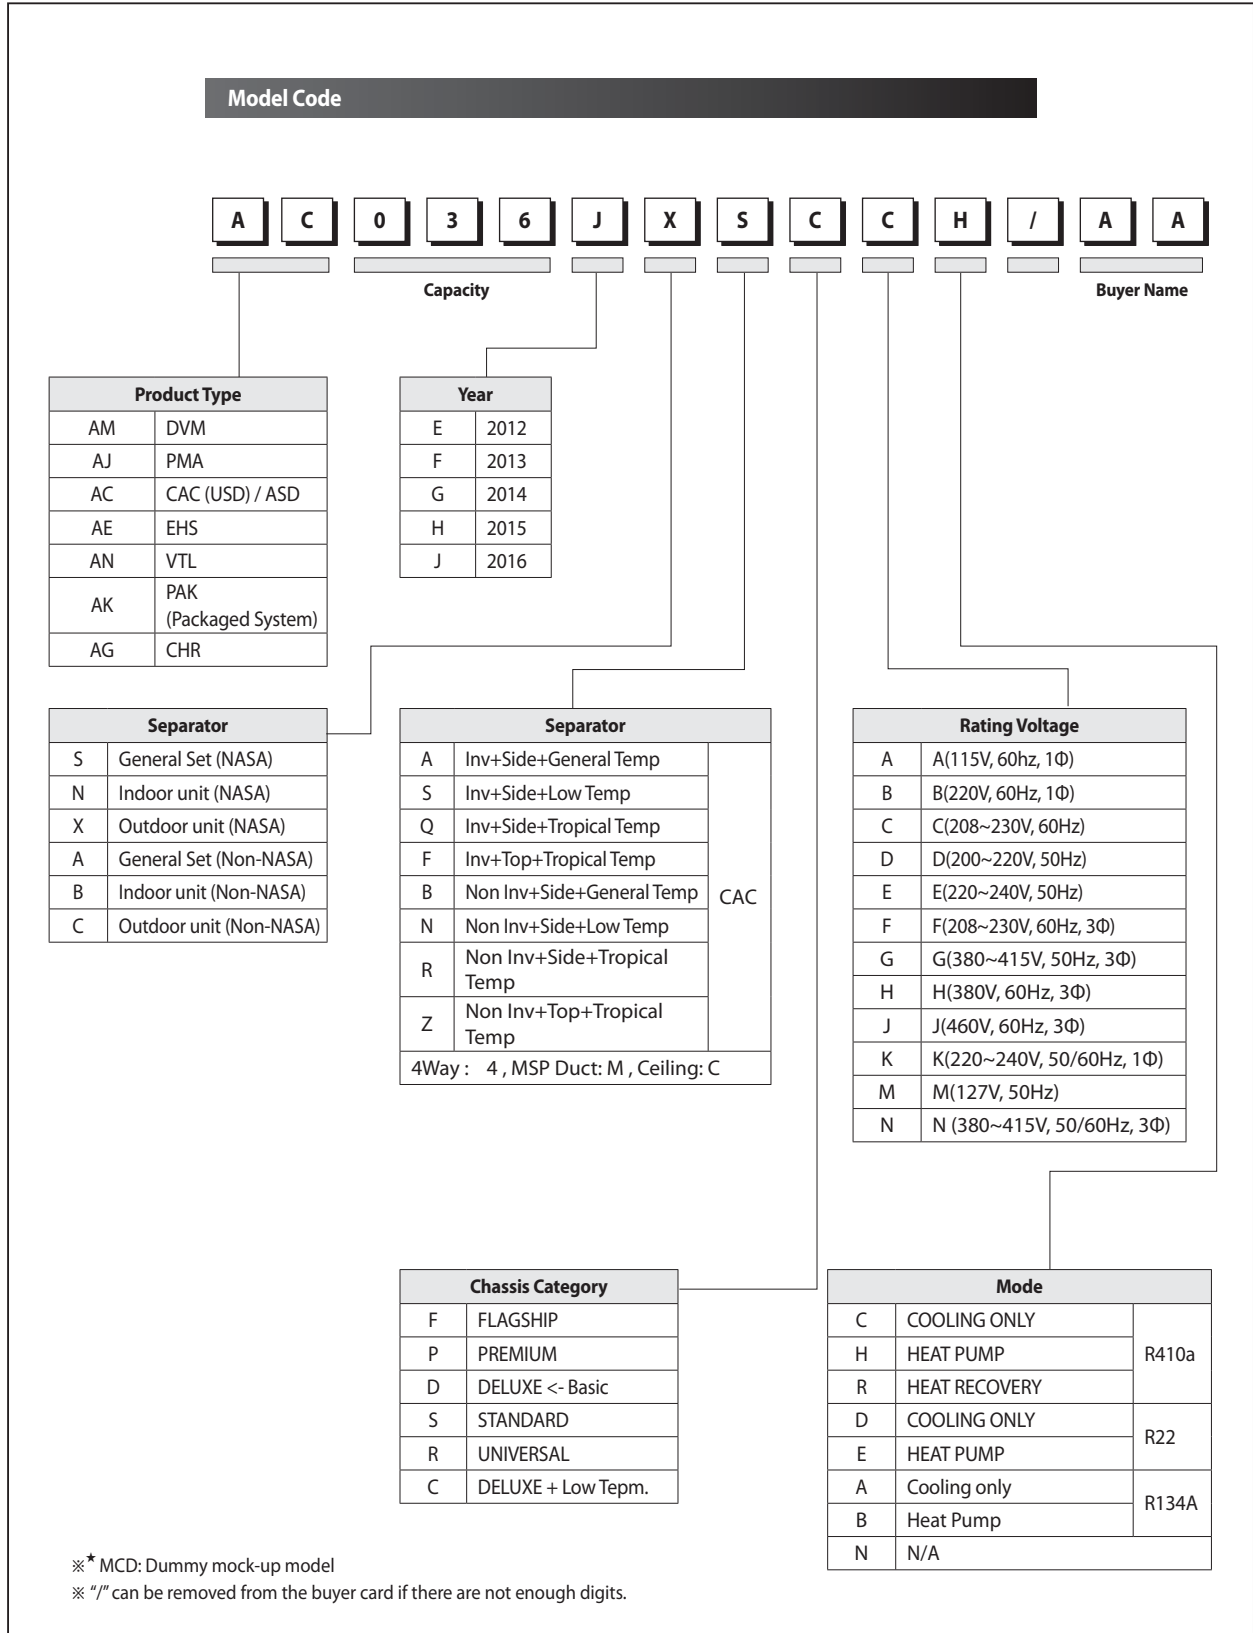 Model Code
A C 0 3 6 J X S C C H / A A
Capacity
Buyer Name
Product Type
AM DVM
AJ PMA
AC CAC (USD) / ASD
AE EHS
AN VTL
AK PAK
(Packaged System)
AG CHR
Year
E 2012
F 2013
G 2014
H 2015
J 2016
Separator
S General Set (NASA)
N Indoor unit (NASA)
X Outdoor unit (NASA)
A General Set (Non-NASA)
B Indoor unit (Non-NASA)
C Outdoor unit (Non-NASA)
Separator
A Inv+Side+General Temp
S Inv+Side+Low Temp
Q Inv+Side+Tropical Temp
F Inv+Top+Tropical Temp
B Non Inv+Side+General Temp
CAC
N Non Inv+Side+Low Temp
R Non Inv+Side+Tropical
Temp
Z Non Inv+Top+Tropical
Temp
4Way : 4 , MSP Duct: M , Ceiling: C
Rating Voltage
A A(115V, 60hz, 1Φ)
B B(220V, 60Hz, 1Φ)
C C(208~230V, 60Hz)
D D(200~220V, 50Hz)
E E(220~240V, 50Hz)
F F(208~230V, 60Hz, 3Φ)
G G(380~415V, 50Hz, 3Φ)
H H(380V, 60Hz, 3Φ)
J J(460V, 60Hz, 3Φ)
K K(220~240V, 50/60Hz, 1Φ)
M M(127V, 50Hz)
N N (380~415V, 50/60Hz, 3Φ)
Chassis Category
F FLAGSHIP
P PREMIUM
D DELUXE <- Basic
S STANDARD
R UNIVERSAL
C DELUXE + Low Tepm.
Mode
C COOLING ONLY
H HEAT PUMP
R410a
R HEAT RECOVERY
D COOLING ONLY
R22
E HEAT PUMP
A Cooling only
R134A
B Heat Pump
N N/A
※★ MCD: Dummy mock-up model
※ “/” can be removed from the buyer card if there are not enough digits.